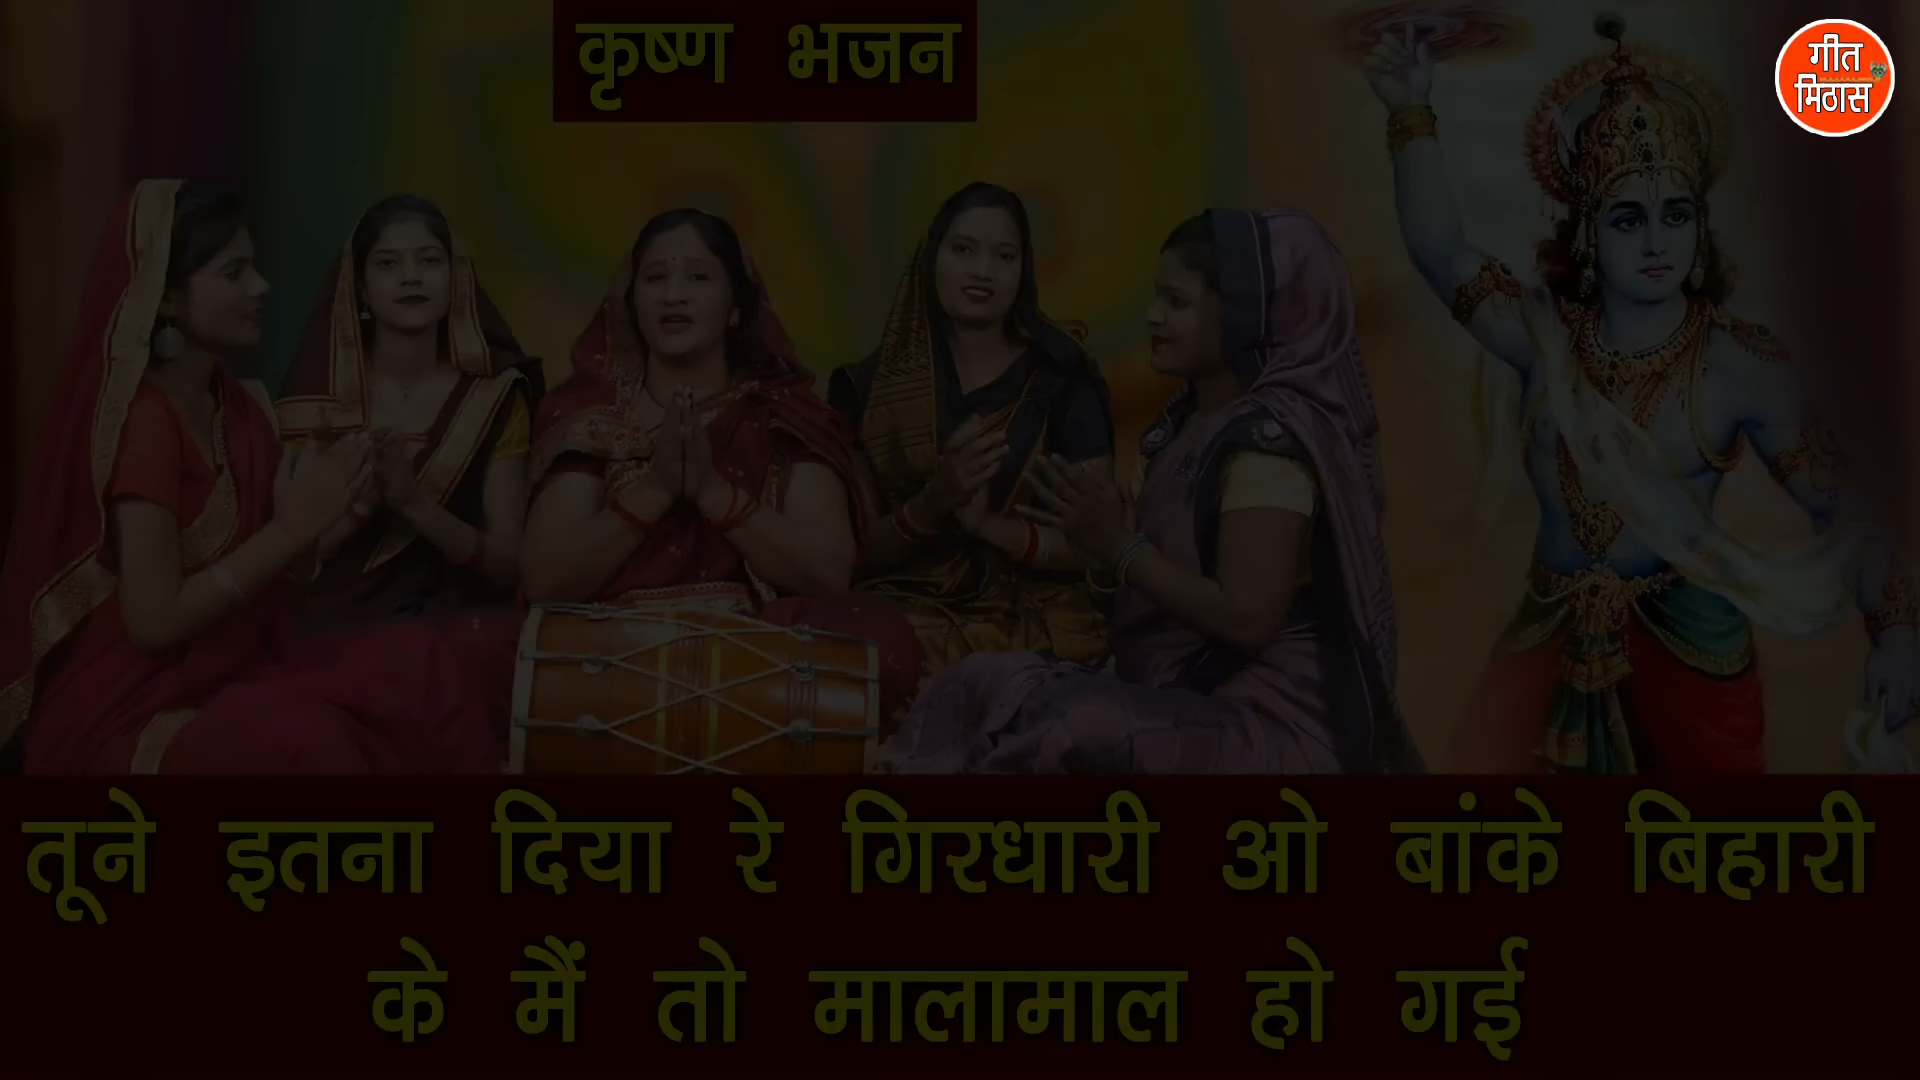 कृष्ण भजन
गीत
मिठास
तूने इतना दिया रे गिरधारी ओ बांके बिहारी
के मैं तो मालामाल हो गई